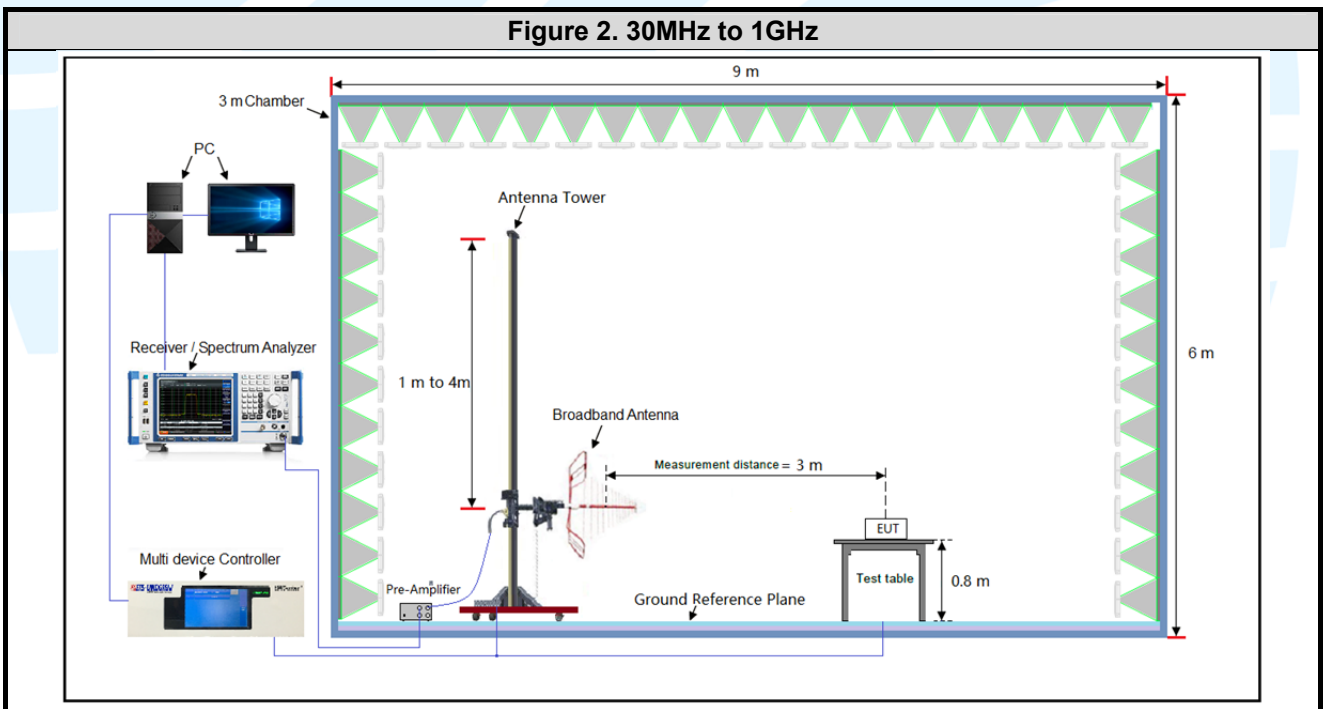 Figure 2. 30MHz to 1GHz
9 m
3 m Chamber
PC
Antenna Tower
Receiver / Spectrum Analyzer
6 m
1 m to 4m
Broadband Antenna
Measurement distance = 3 m
EUT
Multi device Controller
Test table
0.8 m
Pre-Amplifier
Ground Reference Plane